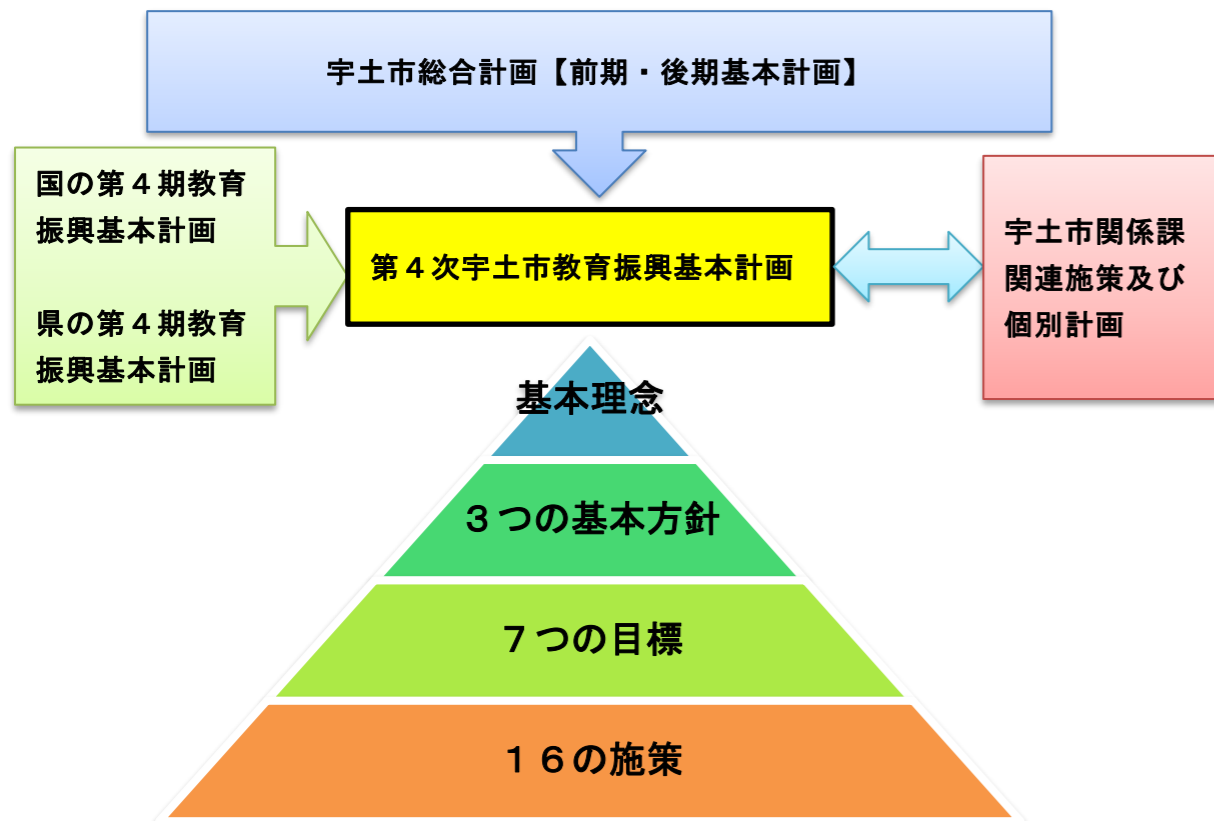 宇土市総合計画【前期・後期基本計画】
国の第４期教育
振興基本計画
県の第４期教育
振興基本計画
第４次宇土市教育振興基本計画
宇土市関係課
関連施策及び
個別計画
基本理念
３つの基本方針
７つの目標
１６の施策